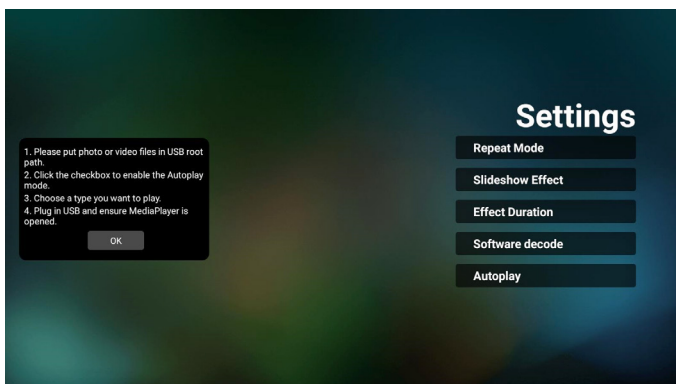 Settings
1. Please put photo or video files in USB root
path.
2. Click the checkbox to enable the Autoplay
mode.
3. Choose a type you want to play.
4. Plug in USB and ensure MediaPlayer is
opened.
OK
Repeat Mode
Slideshow Effect
Effect Duration
Software decode
Autoplay